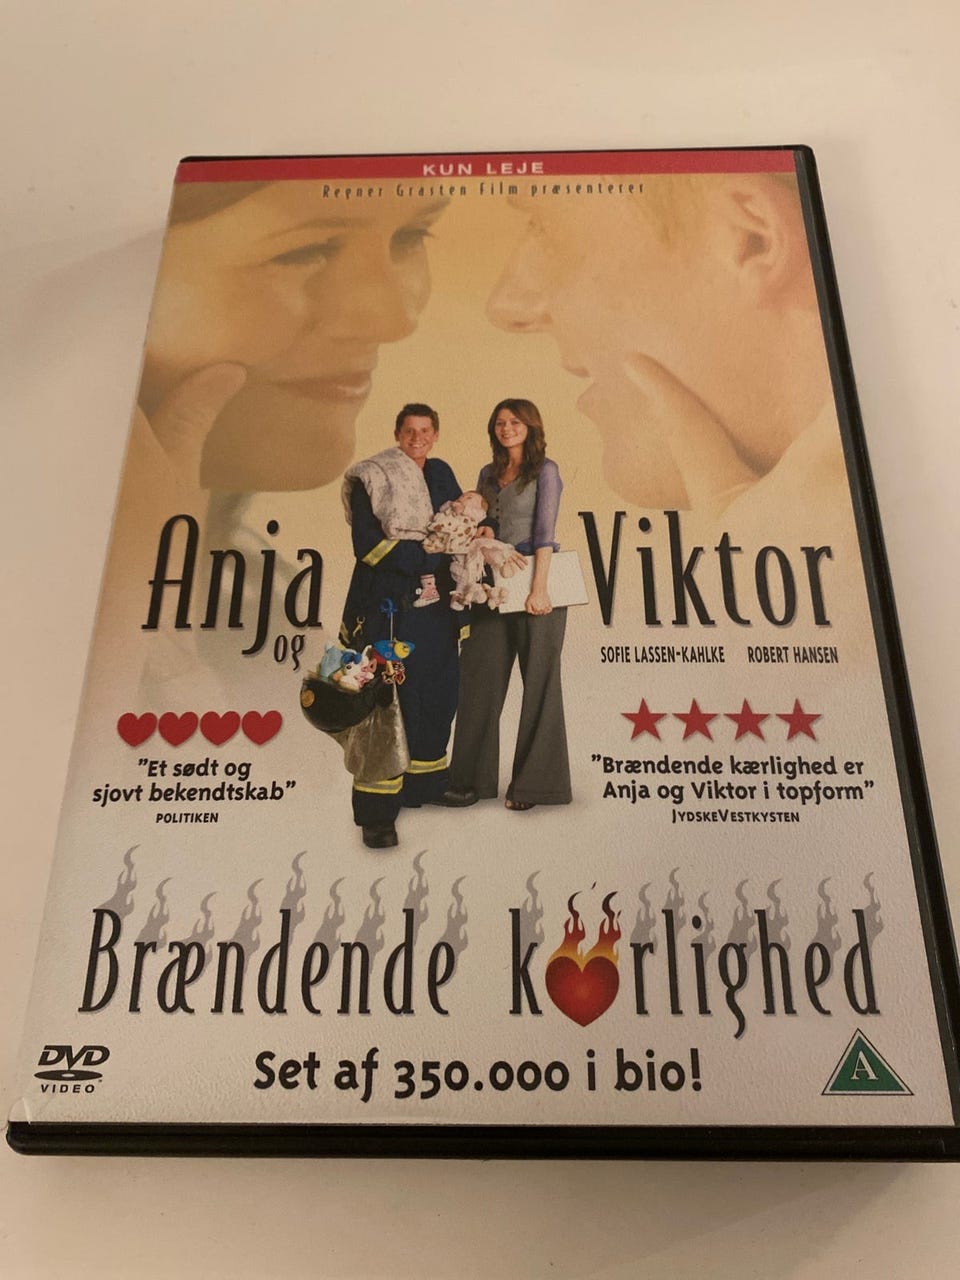 KUN LEJE
Regner Grasten Film præsenterer
Anja
og
Viktor
SOFIE LASSEN-KAHLKE ROBERT HANSEN
"Et sødt og
sjovt bekendtskab"
POLITIKEN
"Brændende kærlighed er
Anja og Viktor i topform"
JYDSKEVESTKYSTEN
Brændende kærlighed
Set af 350.000 i bio!
DVD
VIDEO
A